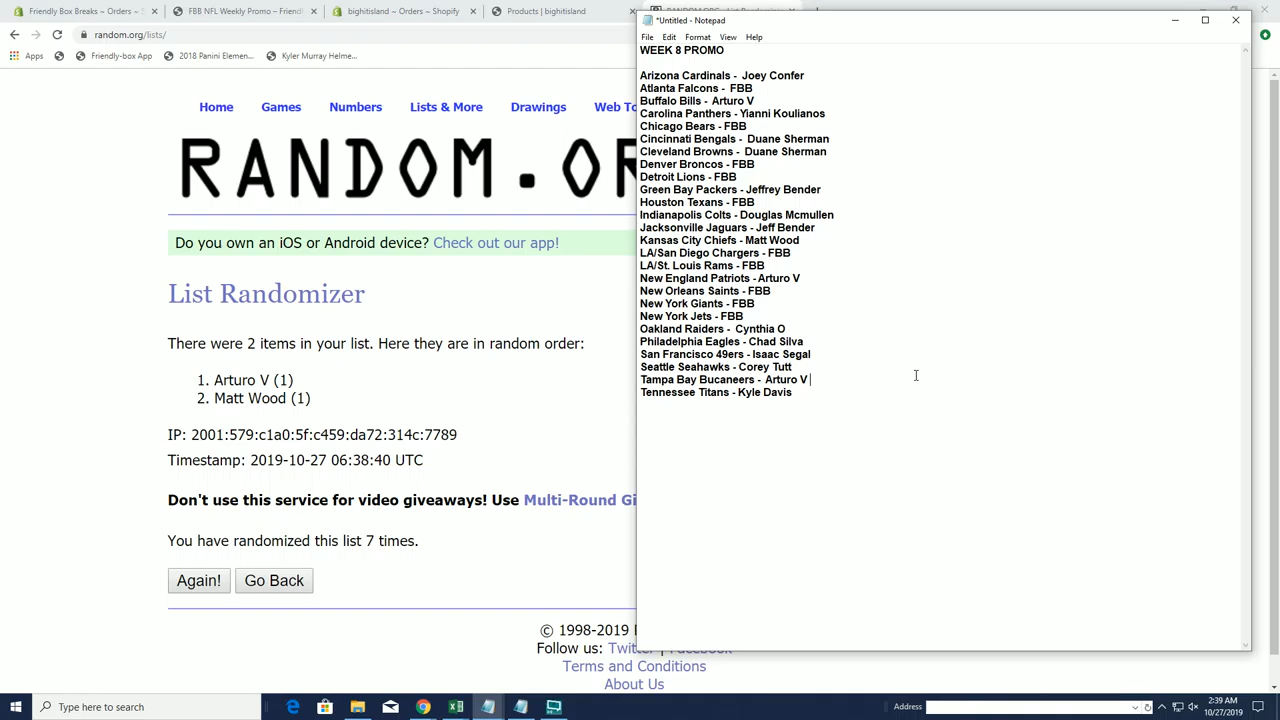 Friendly Box Breaks ~ Orders ~ S
FBB NFL Weekly Promo – Friendl
bighitisland ~ Orders ~ Shopify
Products | bighitisland
*Untitled - Notepad
random.org/lists/
File Edit Format View Help
Apps
Friendly-box App
2018 Panini Elemen...
Kyler Murray Helme...
WEEK 8 PROMO
Arizona Cardinals - Joey Confer
Atlanta Falcons - FBB
Buffalo Bills - Arturo V
Carolina Panthers - Yianni Koulianos
Chicago Bears - FBB
Cincinnati Bengals - Duane Sherman
Cleveland Browns - Duane Sherman
Denver Broncos - FBB
Detroit Lions - FBB
Green Bay Packers - Jeffrey Bender
Houston Texans - FBB
Indianapolis Colts - Douglas Mcmullen
Jacksonville Jaguars - Jeff Bender
Kansas City Chiefs - Matt Wood
LA/San Diego Chargers - FBB
LA/St. Louis Rams - FBB
New England Patriots - Arturo V
New Orleans Saints - FBB
New York Giants - FBB
New York Jets - FBB
Oakland Raiders - Cynthia O
Philadelphia Eagles - Chad Silva
San Francisco 49ers - Isaac Segal
Seattle Seahawks - Corey Tutt
Tampa Bay Bucaneers - Arturo V
Tennessee Titans - Kyle Davis
Home Games Numbers Lists & More Drawings Web To
RANDOM.OR
Do you own an iOS or Android device? Check out our app!
List Randomizer
There were 2 items in your list. Here they are in random order:
1. Arturo V (1)
2. Matt Wood (1)
IP: 2001:579:c1a0:5f:c459:da72:314c:7789
Timestamp: 2019-10-27 06:38:40 UTC
Don't use this service for video giveaways! Use Multi-Round Gi
You have randomized this list 7 times.
Again! Go Back
© 1998-2019
Follow us: Twitter | Facebook
Terms and Conditions
About Us
Type here to search
Address
2:39 AM
10/27/2019